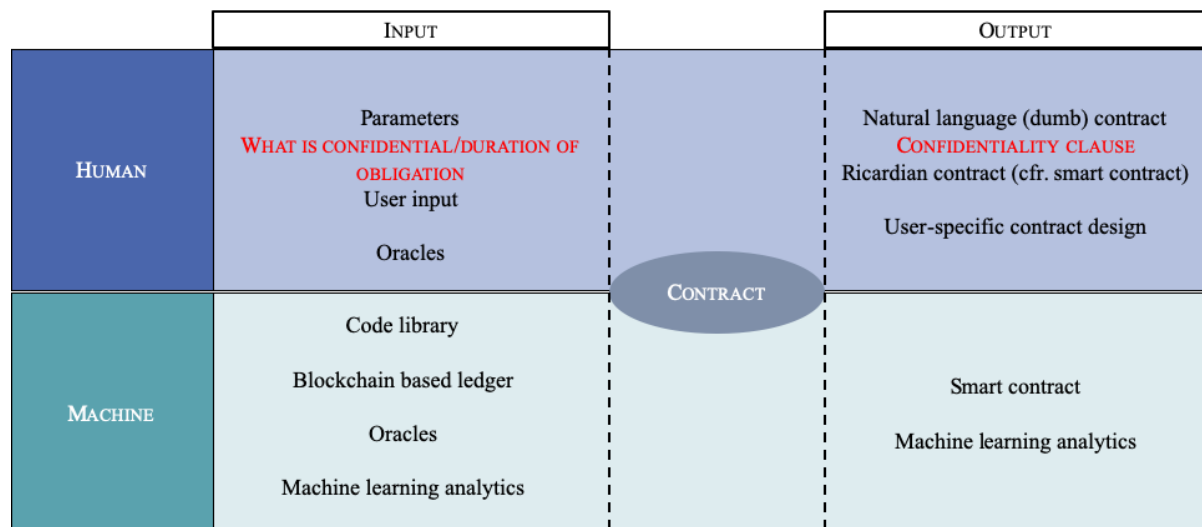 INPUT
OUTPUT
HUMAN
Parameters
WHAT IS CONFIDENTIAL/DURATION OF
OBLIGATION
User input
Oracles
Natural language (dumb) contract
CONFIDENTIALITY CLAUSE
Ricardian contract (cfr. smart contract)
User-specific contract design
CONTRACT
MACHINE
Code library
Blockchain based ledger
Oracles
Machine learning analytics
Smart contract
Machine learning analytics